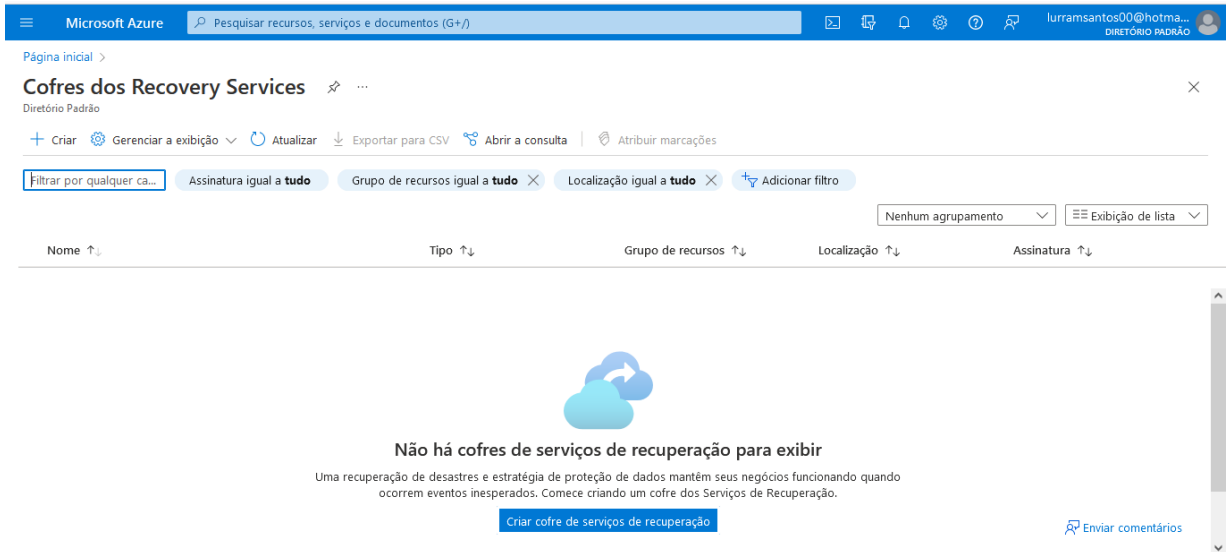 Microsoft Azure
Pesquisar recursos, serviços e documentos (G+/)
lurramsantos00@hotma...
DIRETÓRIO PADRÃO
Página inicial >
Cofres dos Recovery Services ...
Diretório Padrão
Criar Gerenciar a exibição Atualizar Exportar para CSV Abrir a consulta Atribuir marcações
Filtrar por qualquer ca... Assinatura igual a tudo Grupo de recursos igual a tudo Localização igual a tudo Adicionar filtro
Nenhum agrupamento Exibição de lista
Nome Tipo Grupo de recursos Localização Assinatura
Não há cofres de serviços de recuperação para exibir
Uma recuperação de desastres e estratégia de proteção de dados mantêm seus negócios funcionando quando
ocorrem eventos inesperados. Comece criando um cofre dos Serviços de Recuperação.
Criar cofre de serviços de recuperação
Enviar comentários